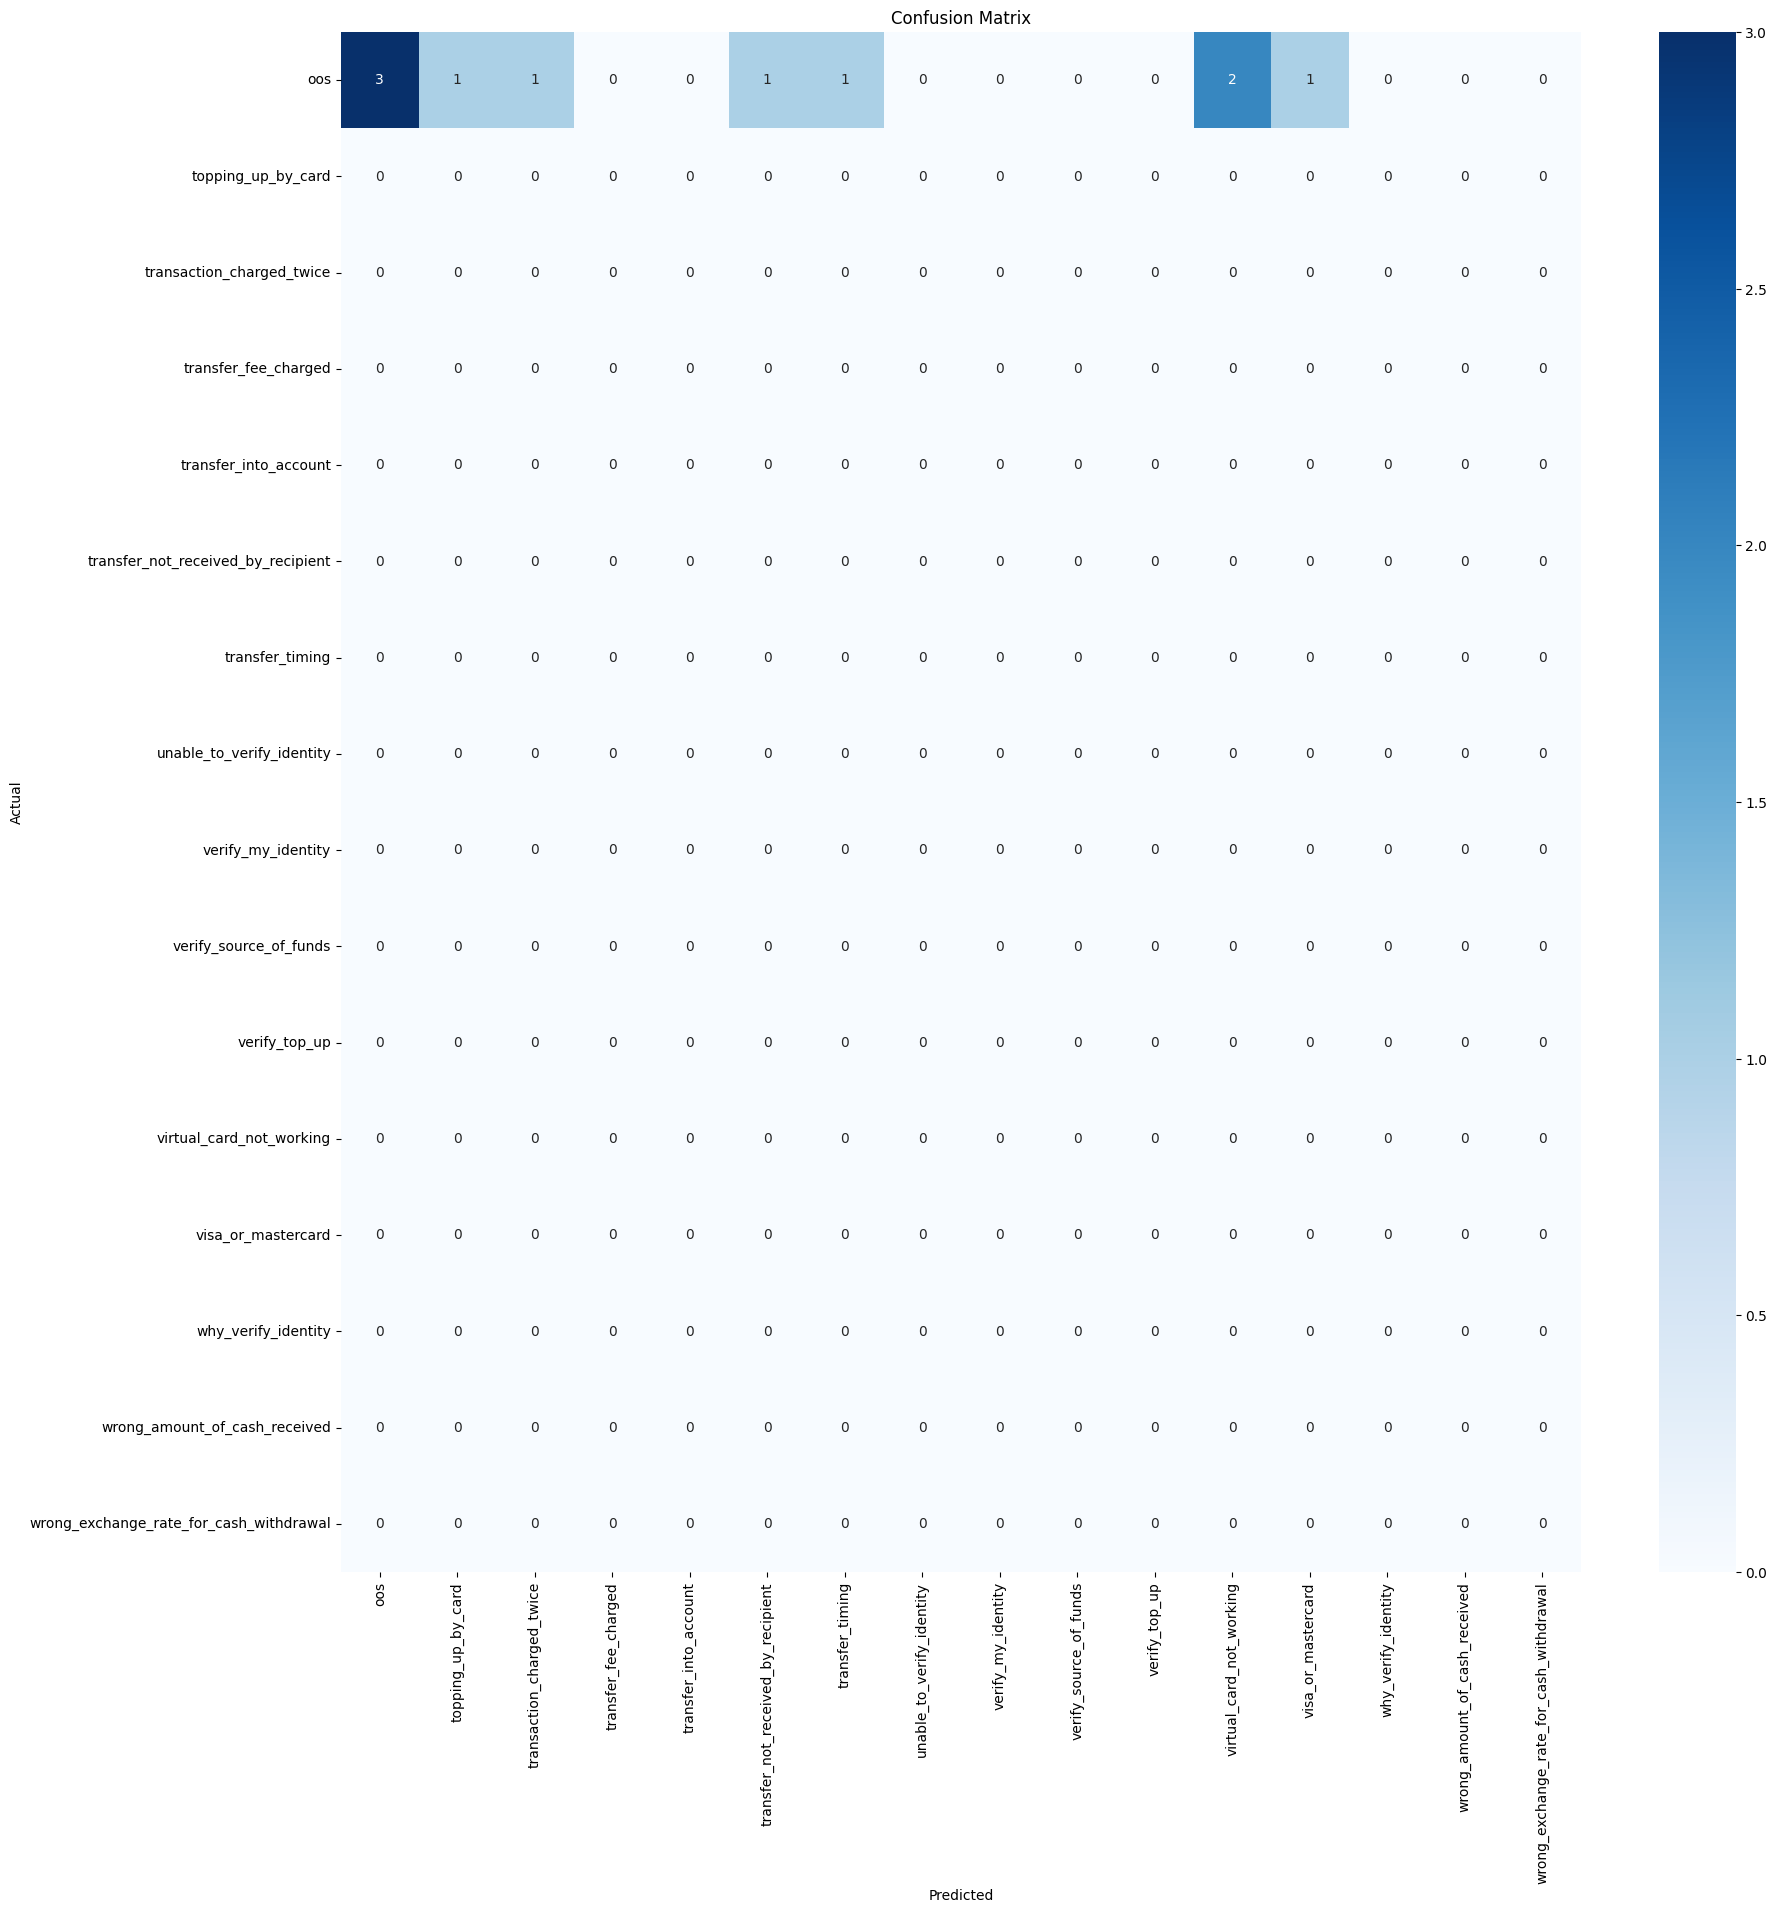 Confusion Matrix
oos 3 1 1 0 0 1 1 0 0 0 0 2 1 0 0 0
topping_up_by_card 0 0 0 0 0 0 0 0 0 0 0 0 0 0 0 0
transaction_charged_twice 0 0 0 0 0 0 0 0 0 0 0 0 0 0 0 0
transfer_fee_charged 0 0 0 0 0 0 0 0 0 0 0 0 0 0 0 0
transfer_into_account 0 0 0 0 0 0 0 0 0 0 0 0 0 0 0 0
transfer_not_received_by_recipient 0 0 0 0 0 0 0 0 0 0 0 0 0 0 0 0
transfer_timing 0 0 0 0 0 0 0 0 0 0 0 0 0 0 0 0
unable_to_verify_identity 0 0 0 0 0 0 0 0 0 0 0 0 0 0 0 0
verify_my_identity 0 0 0 0 0 0 0 0 0 0 0 0 0 0 0 0
verify_source_of_funds 0 0 0 0 0 0 0 0 0 0 0 0 0 0 0 0
verify_top_up 0 0 0 0 0 0 0 0 0 0 0 0 0 0 0 0
virtual_card_not_working 0 0 0 0 0 0 0 0 0 0 0 0 0 0 0 0
visa_or_mastercard 0 0 0 0 0 0 0 0 0 0 0 0 0 0 0 0
why_verify_identity 0 0 0 0 0 0 0 0 0 0 0 0 0 0 0 0
wrong_amount_of_cash_received 0 0 0 0 0 0 0 0 0 0 0 0 0 0 0 0
wrong_exchange_rate_for_cash_withdrawal 0 0 0 0 0 0 0 0 0 0 0 0 0 0 0 0
Actual
oos
topping_up_by_card
transaction_charged_twice
transfer_fee_charged
transfer_into_account
transfer_not_received_by_recipient
transfer_timing
unable_to_verify_identity
verify_my_identity
verify_source_of_funds
verify_top_up
virtual_card_not_working
visa_or_mastercard
why_verify_identity
wrong_amount_of_cash_received
wrong_exchange_rate_for_cash_withdrawal
Predicted
3.0
2.5
2.0
1.5
1.0
0.5
0.0